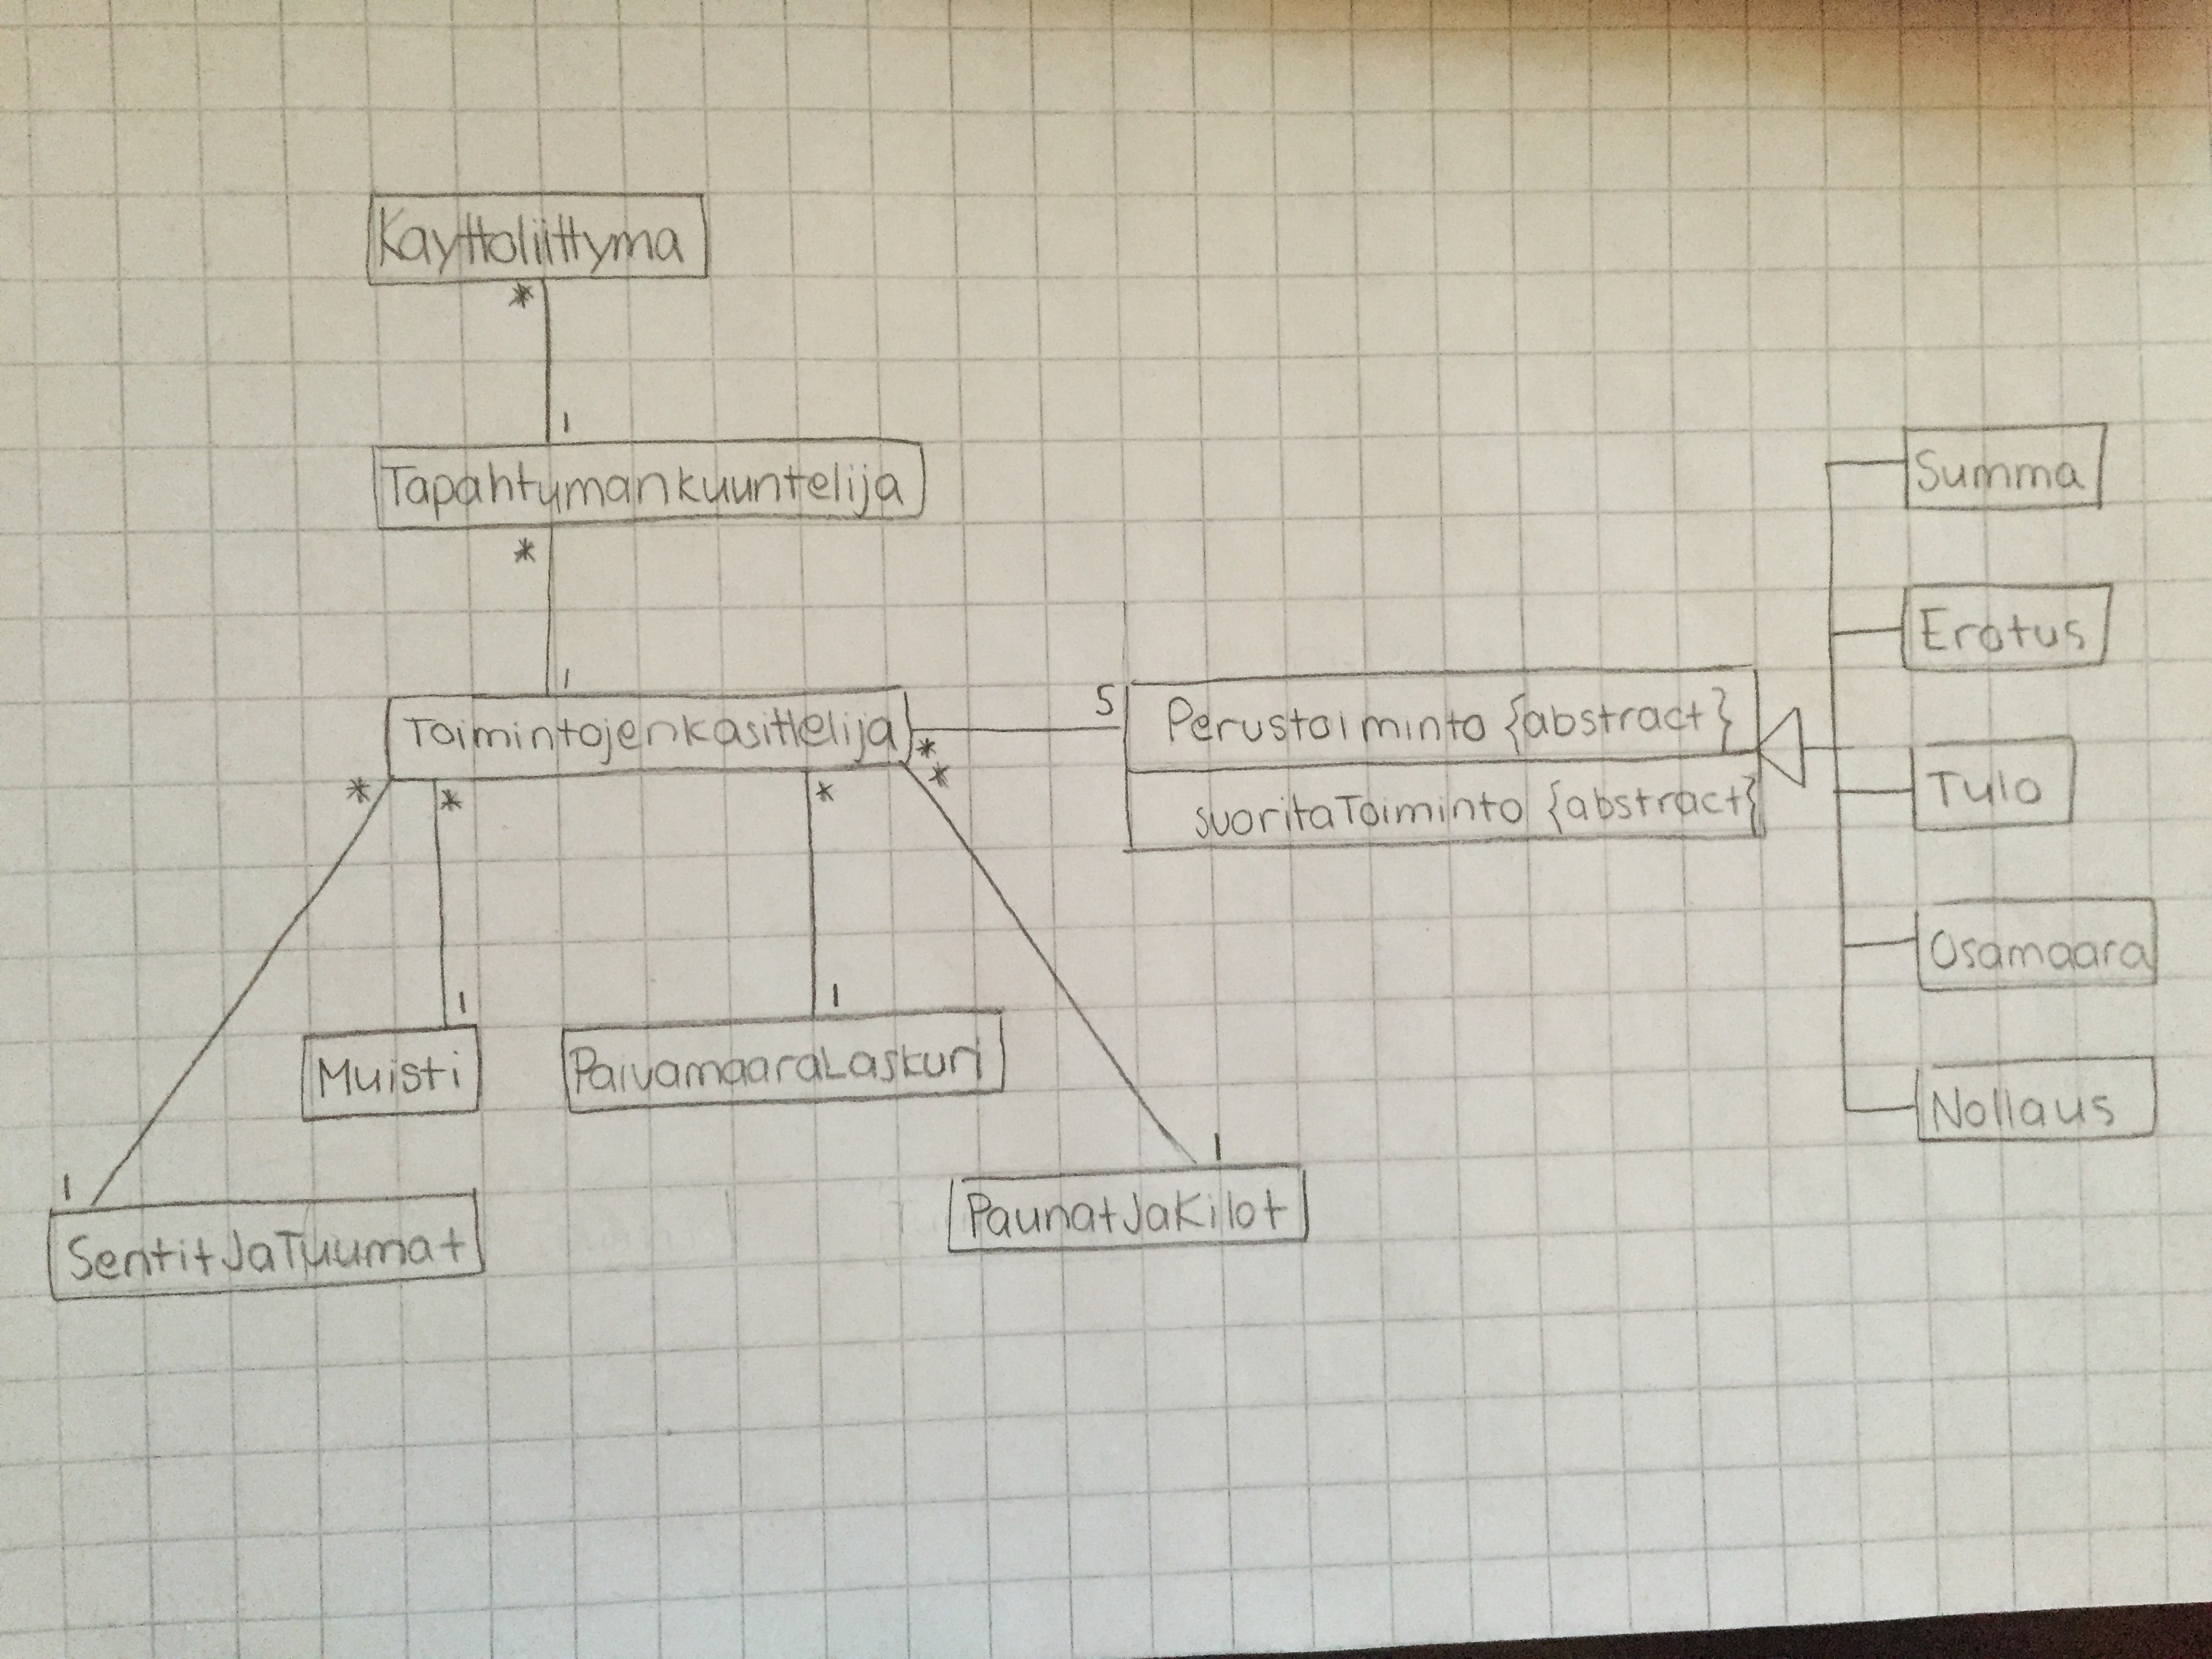 Kayttoliittyma
*
1
Tapahtymankuuntelija
*
1
Toimintojenkasittelija
*
5
Perustoiminto {abstract}
suoritaToiminto {abstract}
Summa
Erotus
Tulo
Osamaara
Nollaus
*
*
*
*
1
Muisti
1
PaivamaaraLaskuri
1
SentitJaTuumat
1
PaunatJaKilot